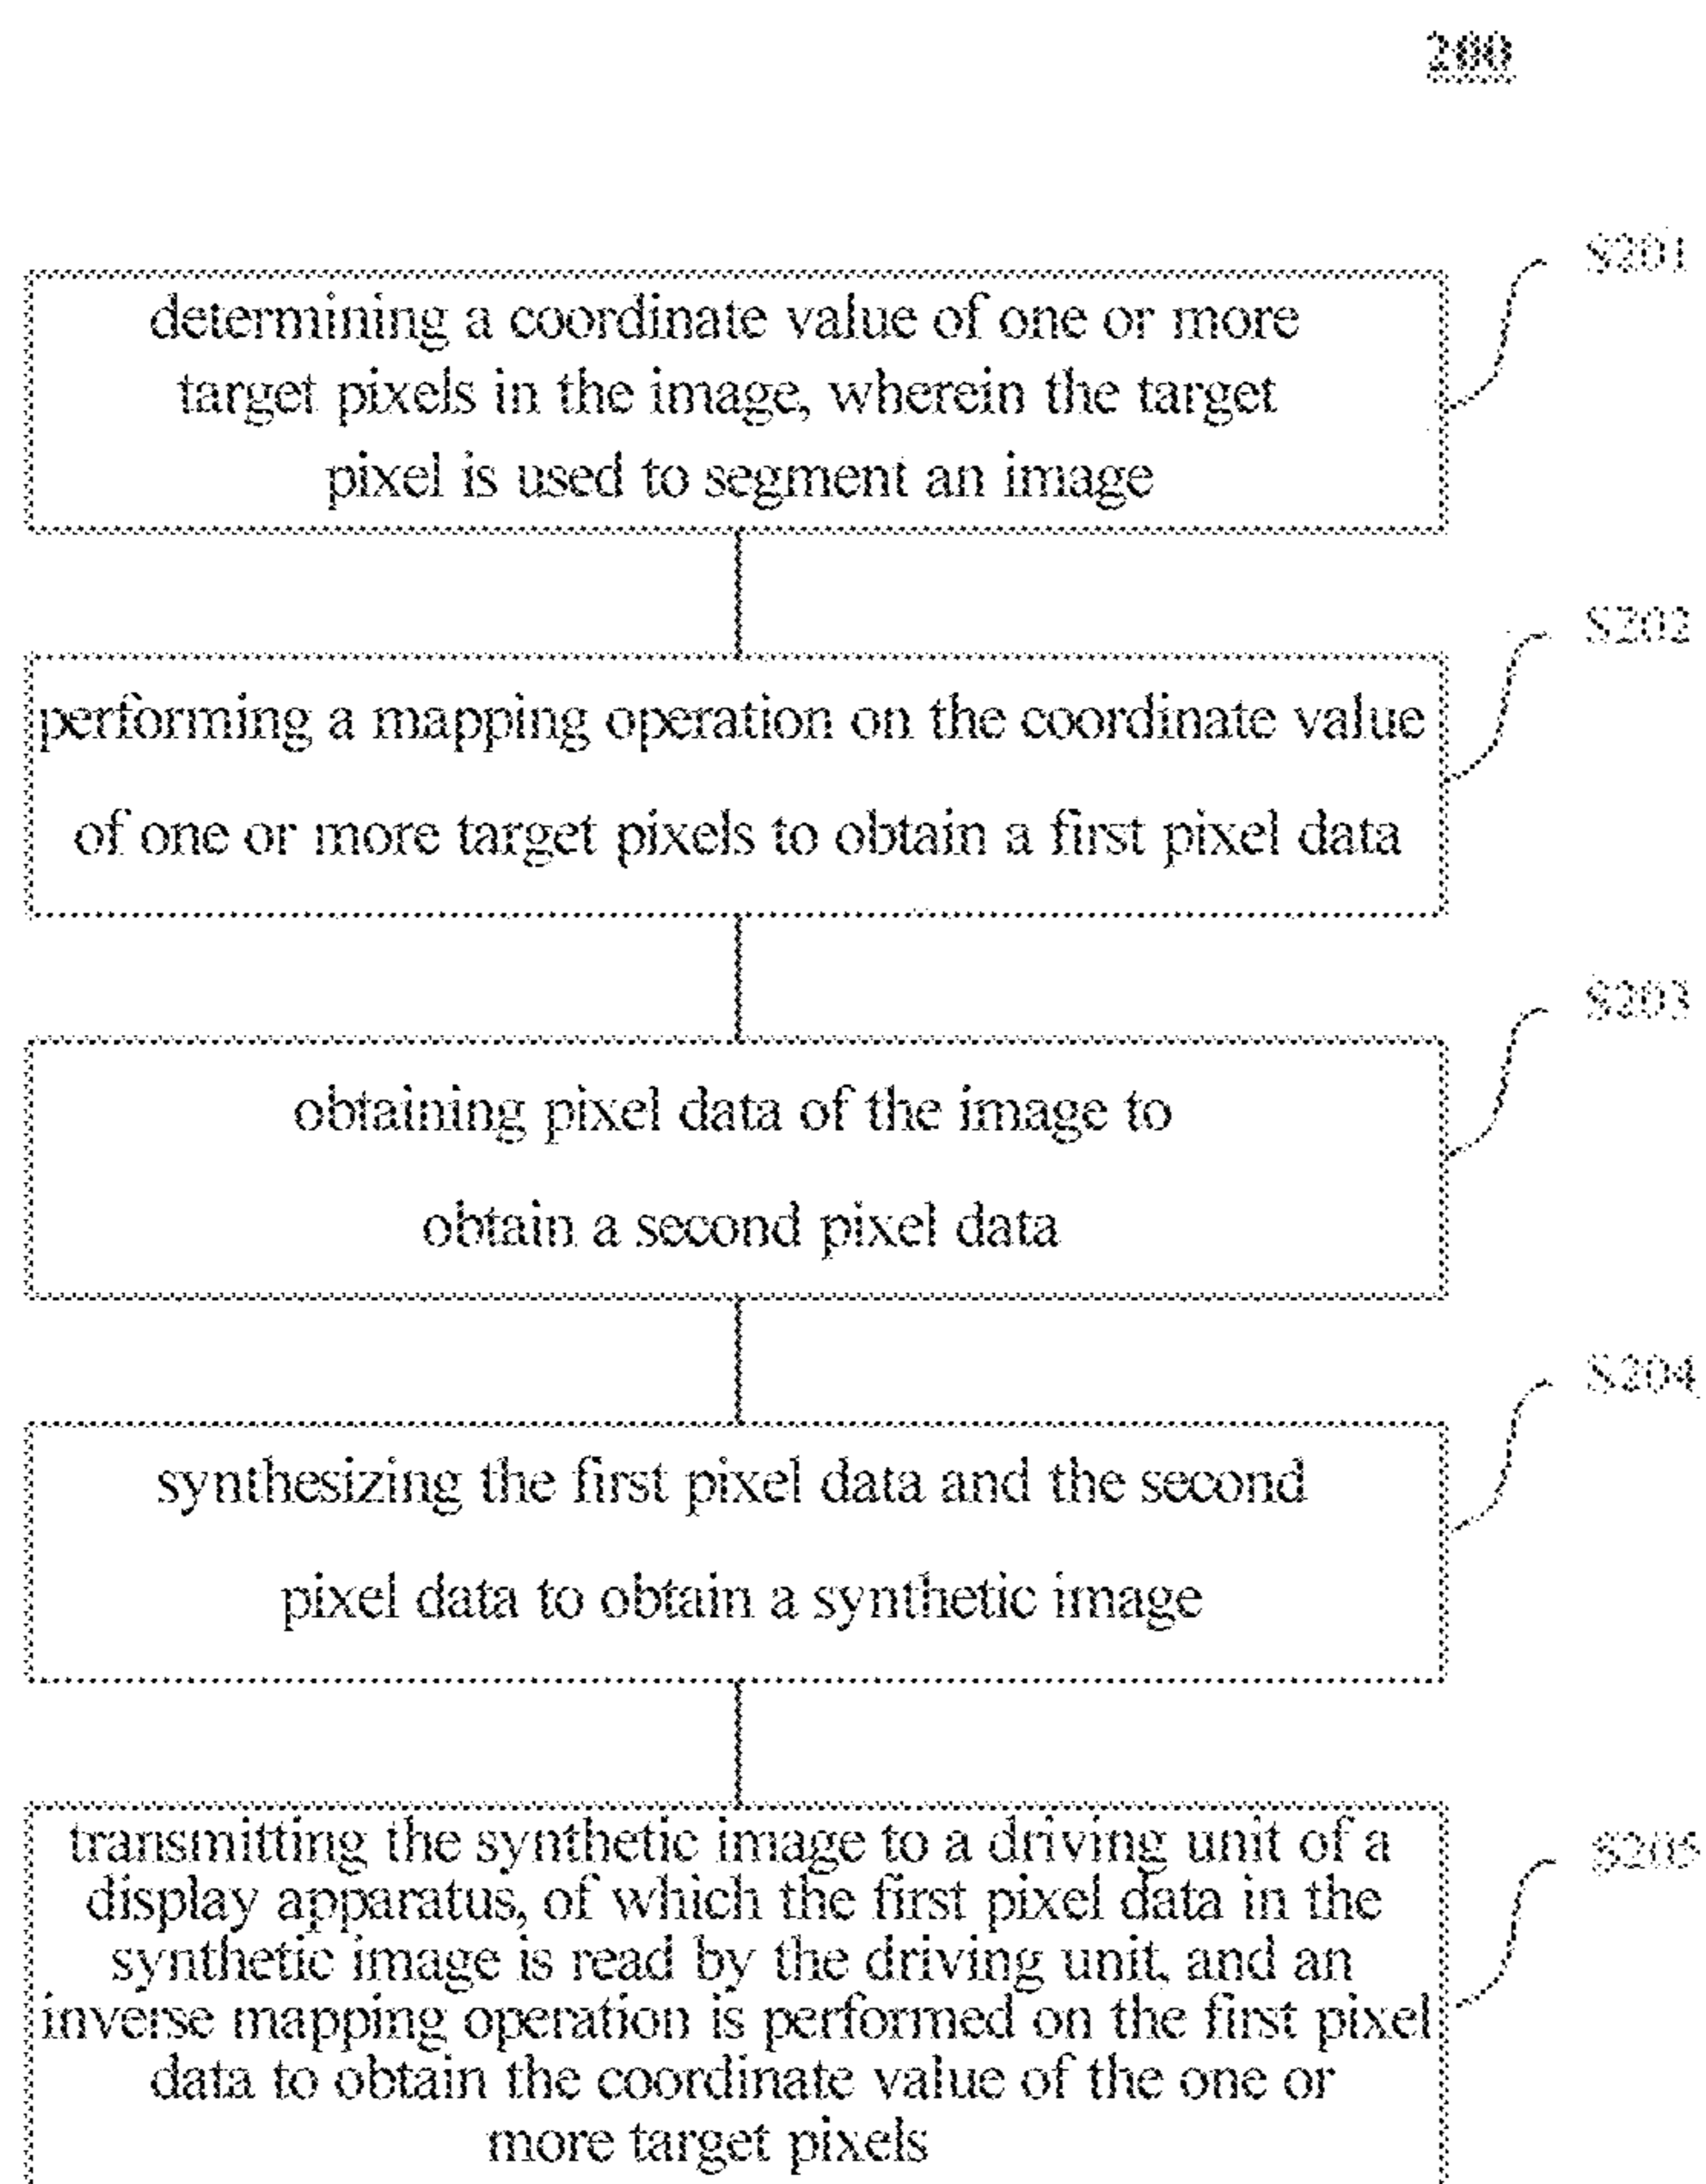 200
S201
determining a coordinate value of one or more
target pixels in the image, wherein the target
pixel is used to segment an image
S202
performing a mapping operation on the coordinate value
of one or more target pixels to obtain a first pixel data
S203
obtaining pixel data of the image to
obtain a second pixel data
S204
synthesizing the first pixel data and the second
pixel data to obtain a synthetic image
S205
transmitting the synthetic image to a driving unit of a
display apparatus, of which the first pixel data in the
synthetic image is read by the driving unit, and an
inverse mapping operation is performed on the first pixel
data to obtain the coordinate value of the one or
more target pixels